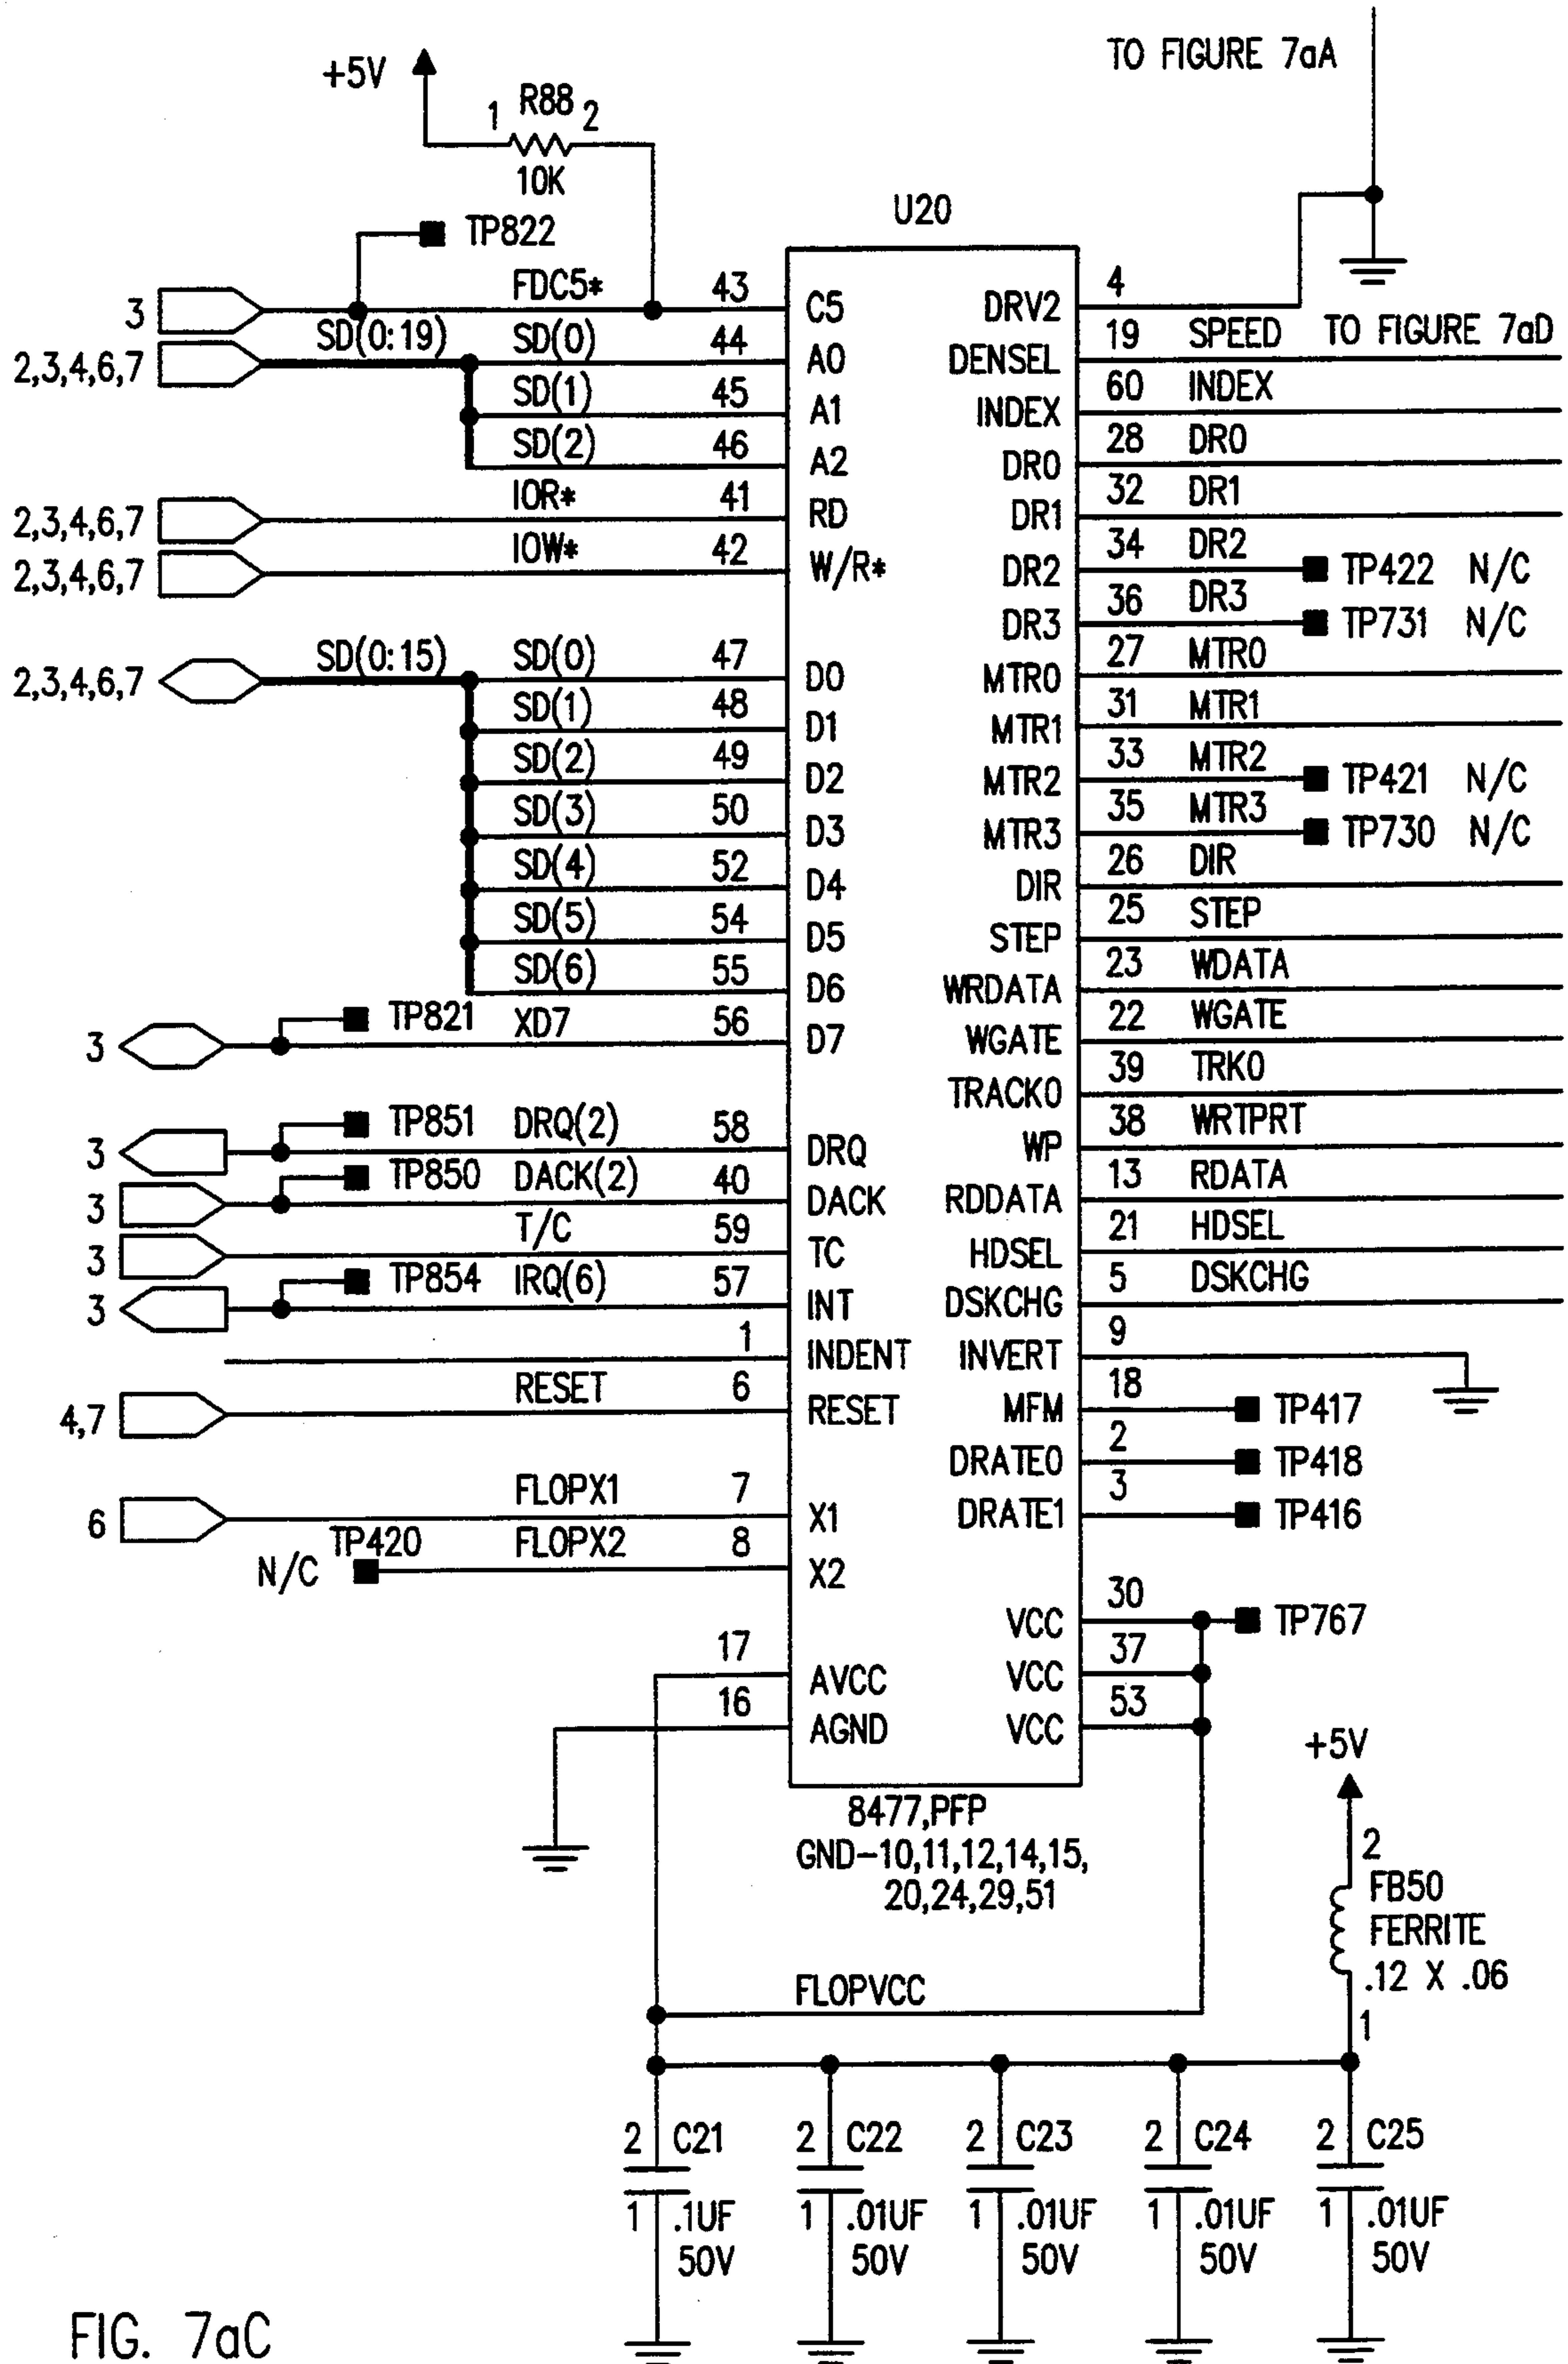 TO FIGURE 7aA
+5V
1 R88 2
10K
TP822
U20
3 FDC5* 43 C5 DRV2 4
2,3,4,6,7 SD(0:19) SD(0) 44 A0 DENSEL 19 SPEED TO FIGURE 7aD
SD(1) 45 A1 INDEX 60 INDEX
SD(2) 46 A2 DR0 28 DR0
2,3,4,6,7 IOR* 41 RD DR1 32 DR1
2,3,4,6,7 IOW* 42 W/R* DR2 34 DR2 TP422 N/C
DR3 36 DR3 TP731 N/C
2,3,4,6,7 SD(0:15) SD(0) 47 D0 MTR0 27 MTR0
SD(1) 48 D1 MTR1 31 MTR1
SD(2) 49 D2 MTR2 33 MTR2 TP421 N/C
SD(3) 50 D3 MTR3 35 MTR3 TP730 N/C
SD(4) 52 D4 DIR 26 DIR
SD(5) 54 D5 STEP 25 STEP
SD(6) 55 D6 WRDATA 23 WDATA
3 TP821 XD7 56 D7 WGATE 22 WGATE
TRACK0 39 TRK0
3 TP851 DRQ(2) 58 DRQ WP 38 WRTPRT
3 TP850 DACK(2) 40 DACK RDDATA 13 RDATA
3 T/C 59 TC HDSEL 21 HDSEL
3 TP854 IRQ(6) 57 INT DSKCHG 5 DSKCHG
1 INDENT INVERT 9
4,7 RESET 6 RESET MFM 18 TP417
DRATE0 2 TP418
6 FLOPX1 7 X1 DRATE1 3 TP416
N/C TP420 FLOPX2 8 X2
VCC 30 TP767
17 AVCC VCC 37
16 AGND VCC 53
+5V
8477,PFP
GND-10,11,12,14,15,
20,24,29,51
2
FB50
FERRITE
.12 X .06
1
FLOPVCC
2 C21 2 C22 2 C23 2 C24 2 C25
1 .1UF 1 .01UF 1 .01UF 1 .01UF 1 .01UF
50V 50V 50V 50V 50V
FIG. 7aC